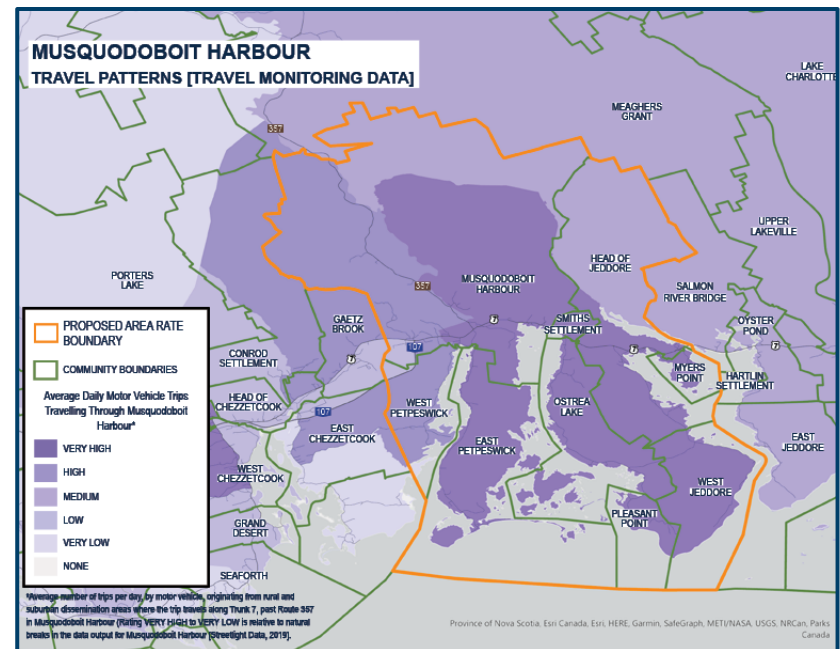 MUSQUODOBOIT HARBOUR
TRAVEL PATTERNS [TRAVEL MONITORING DATA]
LAKE
CHARLOTTE
MEAGHERS
GRANT
357
UPPER
LAKEVILLE
HEAD OF
JEDDORE
PORTERS
LAKE
MUSQUODOBOIT
HARBOUR
357
SALMON
RIVER BRIDGE
GAETZ
BROOK
7
SMITHS
SETTLEMENT
OYSTER
POND
7
107
7
7
CONROD
SETTLEMENT
MYERS
POINT
HARTLIN
SETTLEMENT
HEAD OF
CHEZZETCOOK
107
WEST
PETPESWICK
OSTREA
LAKE
EAST
CHEZZETCOOK
EAST
PETPESWICK
EAST
JEDDORE
WEST
CHEZZETCOOK
WEST
JEDDORE
GRAND
DESERT
PLEASANT
POINT
SEAFORTH
PROPOSED AREA RATE
BOUNDARY
COMMUNITY BOUNDARIES
Average Daily Motor Vehicle Trips
Travelling Through Musquodoboit
Harbour*
VERY HIGH
HIGH
MEDIUM
LOW
VERY LOW
NONE
*Average number of trips per day, by motor vehicle, originating from rural and
suburban dissemination areas where the trip travels along Trunk 7, past Route 357
in Musquodoboit Harbour (Rating VERY HIGH to VERY LOW is relative to natural
breaks in the data output for Musquodoboit Harbour [Streetlight Data, 2019].
Province of Nova Scotia, Esri Canada, Esri, HERE, Garmin, SafeGraph, METI/NASA, USGS, NRCan, Parks
Canada